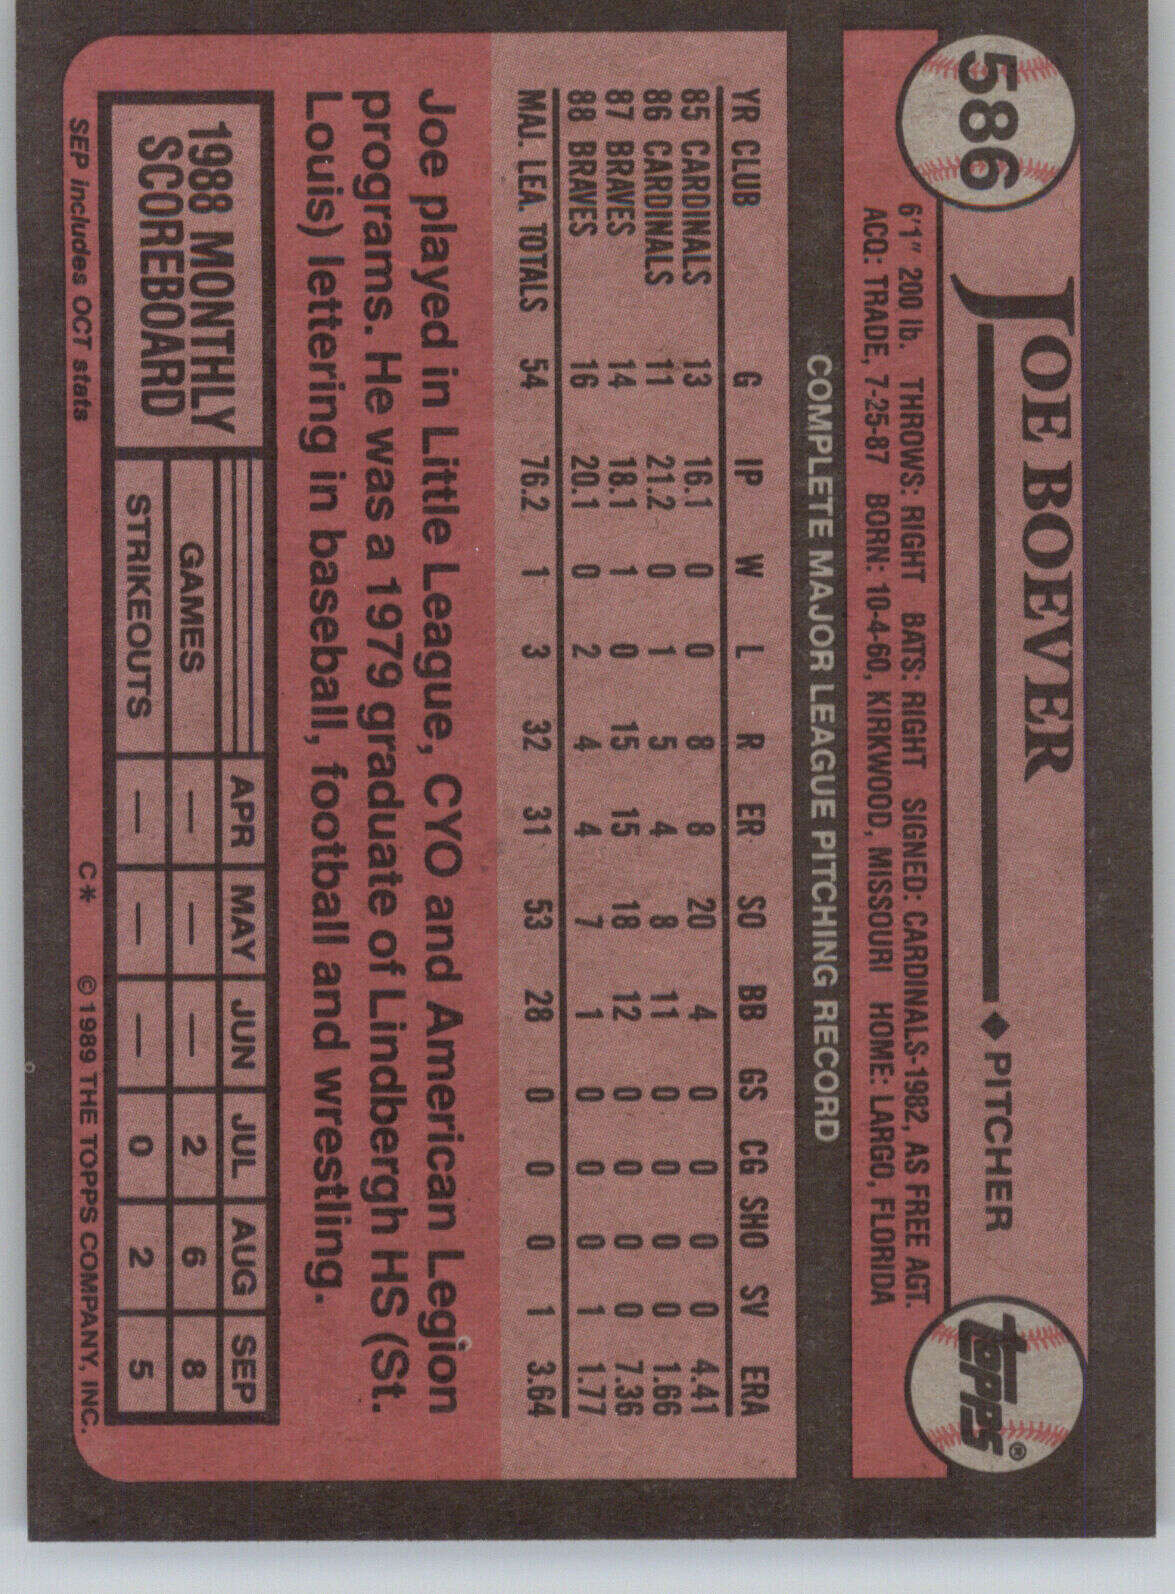 586
JOE BOEVER ◆ PITCHER
topps®
6'1" 200 lb. THROWS: RIGHT BATS: RIGHT SIGNED: CARDINALS-1982, AS FREE AGT.
ACQ: TRADE, 7-25-87 BORN: 10-4-60, KIRKWOOD, MISSOURI HOME: LARGO, FLORIDA
COMPLETE MAJOR LEAGUE PITCHING RECORD
YR CLUB G IP W L R ER SO BB GS CG SHO SV ERA
85 CARDINALS 13 16.1 0 0 8 8 20 4 0 0 0 0 4.41
86 CARDINALS 11 21.2 0 1 5 4 8 11 0 0 0 0 1.66
87 BRAVES 14 18.1 1 0 15 15 18 12 0 0 0 0 7.36
88 BRAVES 16 20.1 0 2 4 4 7 1 0 0 0 1 1.77
MAJ. LEA. TOTALS 54 76.2 1 3 32 31 53 28 0 0 0 1 3.64
Joe played in Little League, CYO and American Legion
programs. He was a 1979 graduate of Lindbergh HS (St.
Louis) lettering in baseball, football and wrestling.
1988 MONTHLY
SCOREBOARD
APR MAY JUN JUL AUG SEP
GAMES — — — 2 6 8
STRIKEOUTS — — — 0 2 5
SEP includes OCT stats
C* © 1989 THE TOPPS COMPANY, INC.